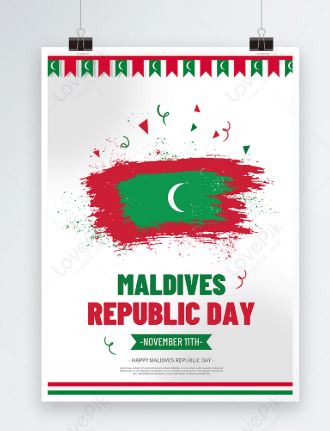 MALDIVES
REPUBLIC DAY
-NOVEMBER 11TH-
- HAPPY MALDIVES REPUBLIC DAY -